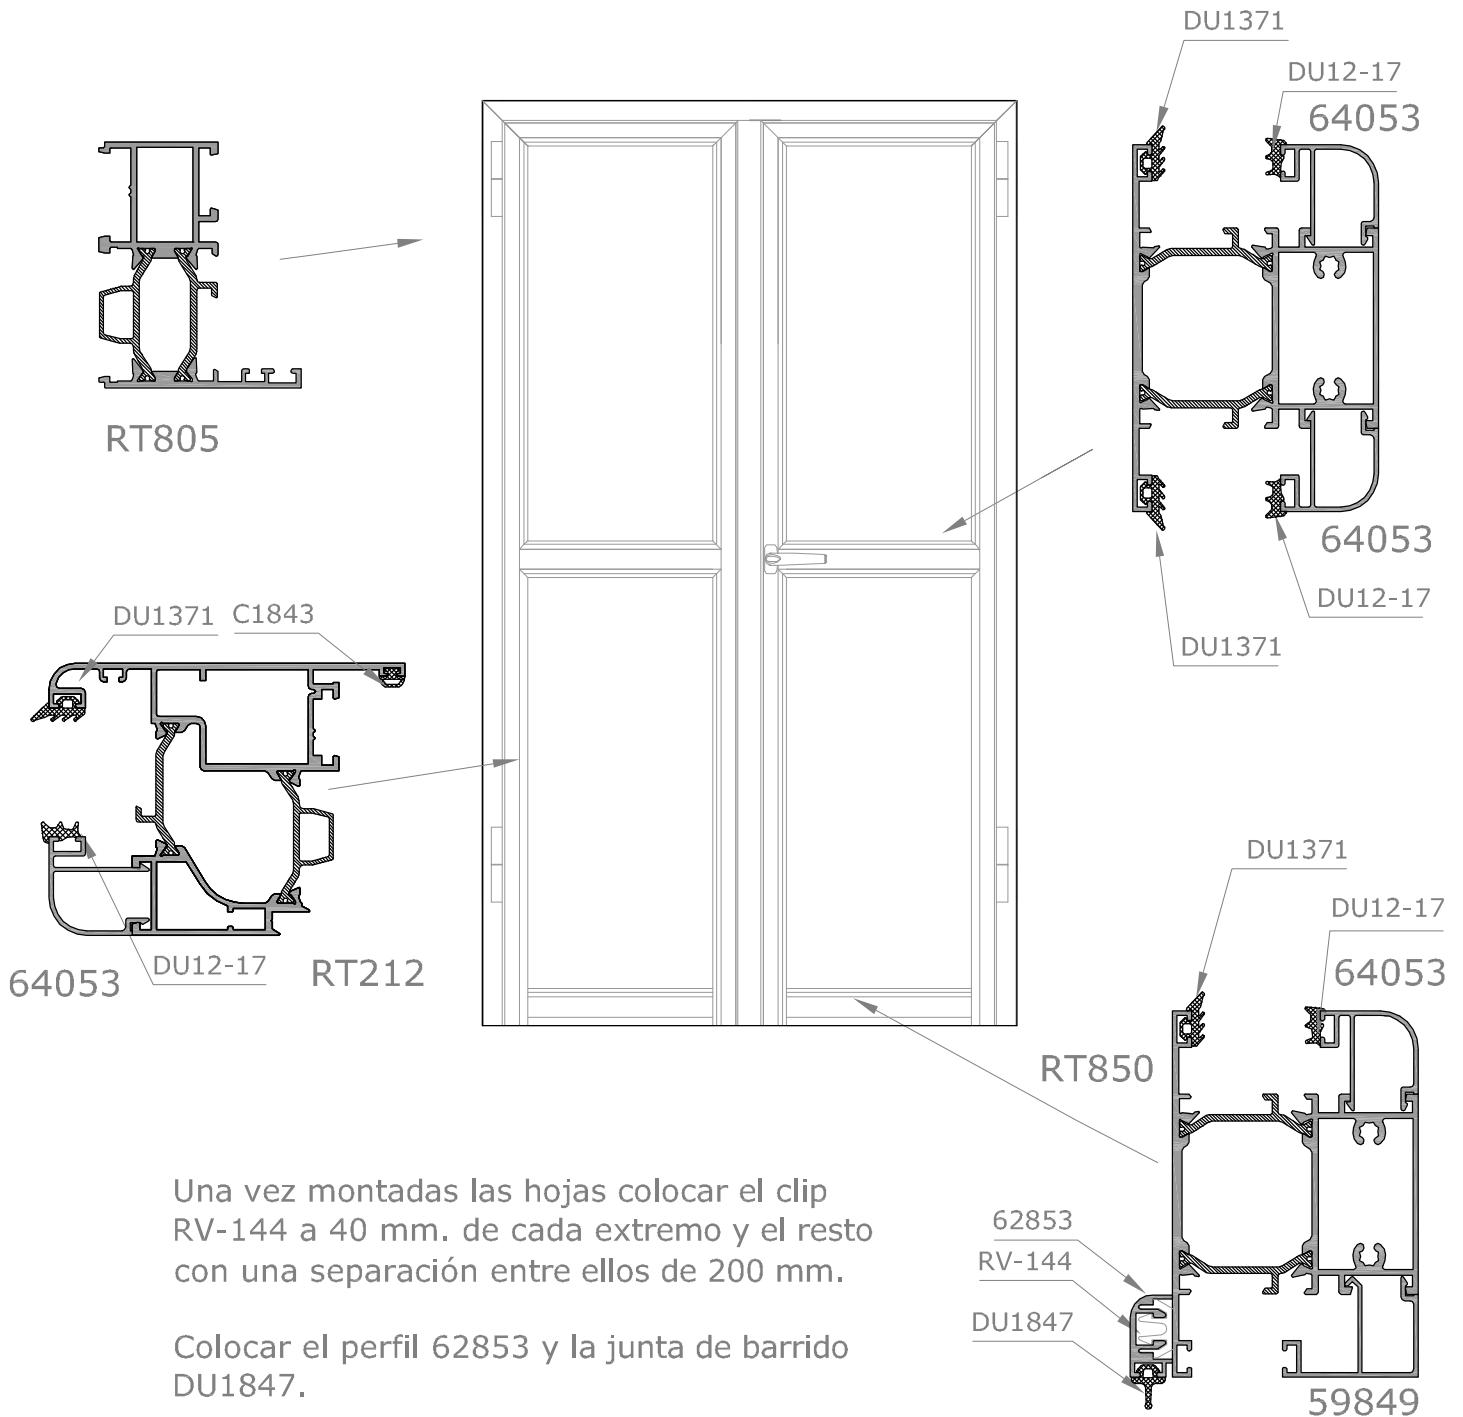 DU1371
DU12-17
64053
RT805
64053
DU12-17
DU1371
DU1371
C1843
DU12-17
64053
RT212
DU1371
DU12-17
64053
RT850
62853
RV-144
DU1847
59849
Una vez montadas las hojas colocar el clip
RV-144 a 40 mm. de cada extremo y el resto
con una separación entre ellos de 200 mm.
Colocar el perfil 62853 y la junta de barrido
DU1847.